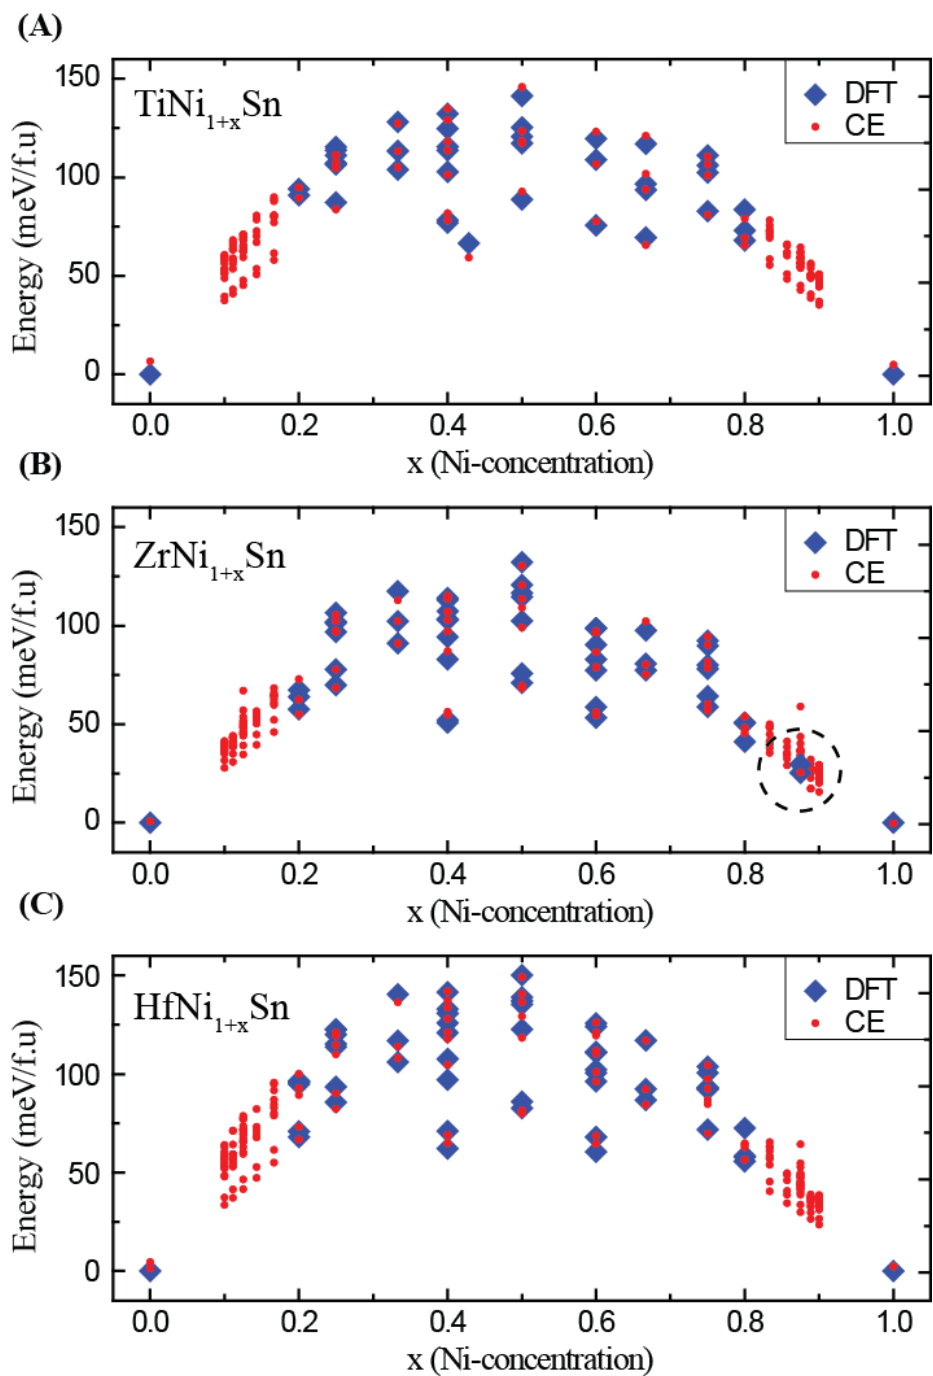 (A)
TiNi1+xSn
DFT
CE
150
100
50
0
Energy (meV/f.u)
0.0 0.2 0.4 0.6 0.8 1.0
x (Ni-concentration)
(B)
ZrNi1+xSn
DFT
CE
150
100
50
0
Energy (meV/f.u)
0.0 0.2 0.4 0.6 0.8 1.0
x (Ni-concentration)
(C)
HfNi1+xSn
DFT
CE
150
100
50
0
Energy (meV/f.u)
0.0 0.2 0.4 0.6 0.8 1.0
x (Ni-concentration)